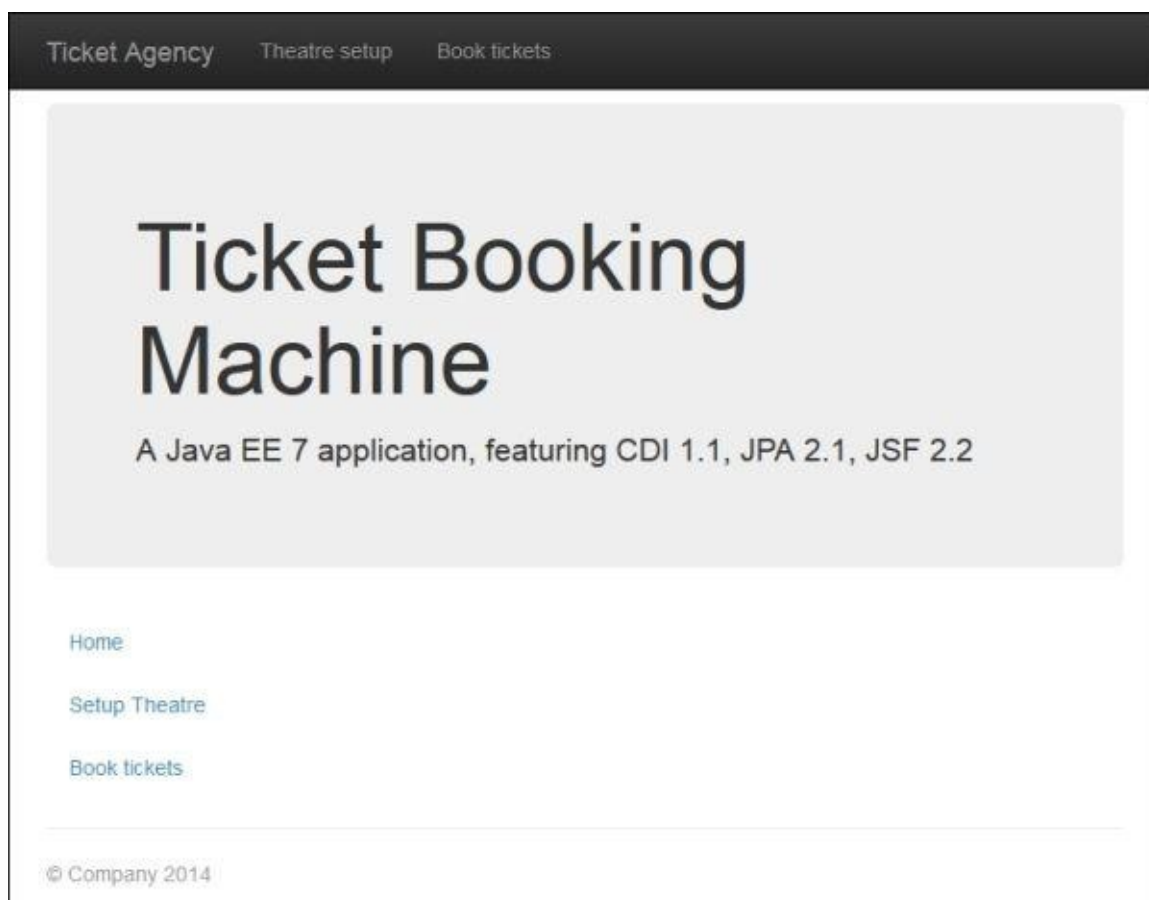 Ticket Agency Theatre setup Book tickets
Ticket Booking
Machine
A Java EE 7 application, featuring CDI 1.1, JPA 2.1, JSF 2.2
Home
Setup Theatre
Book tickets
© Company 2014